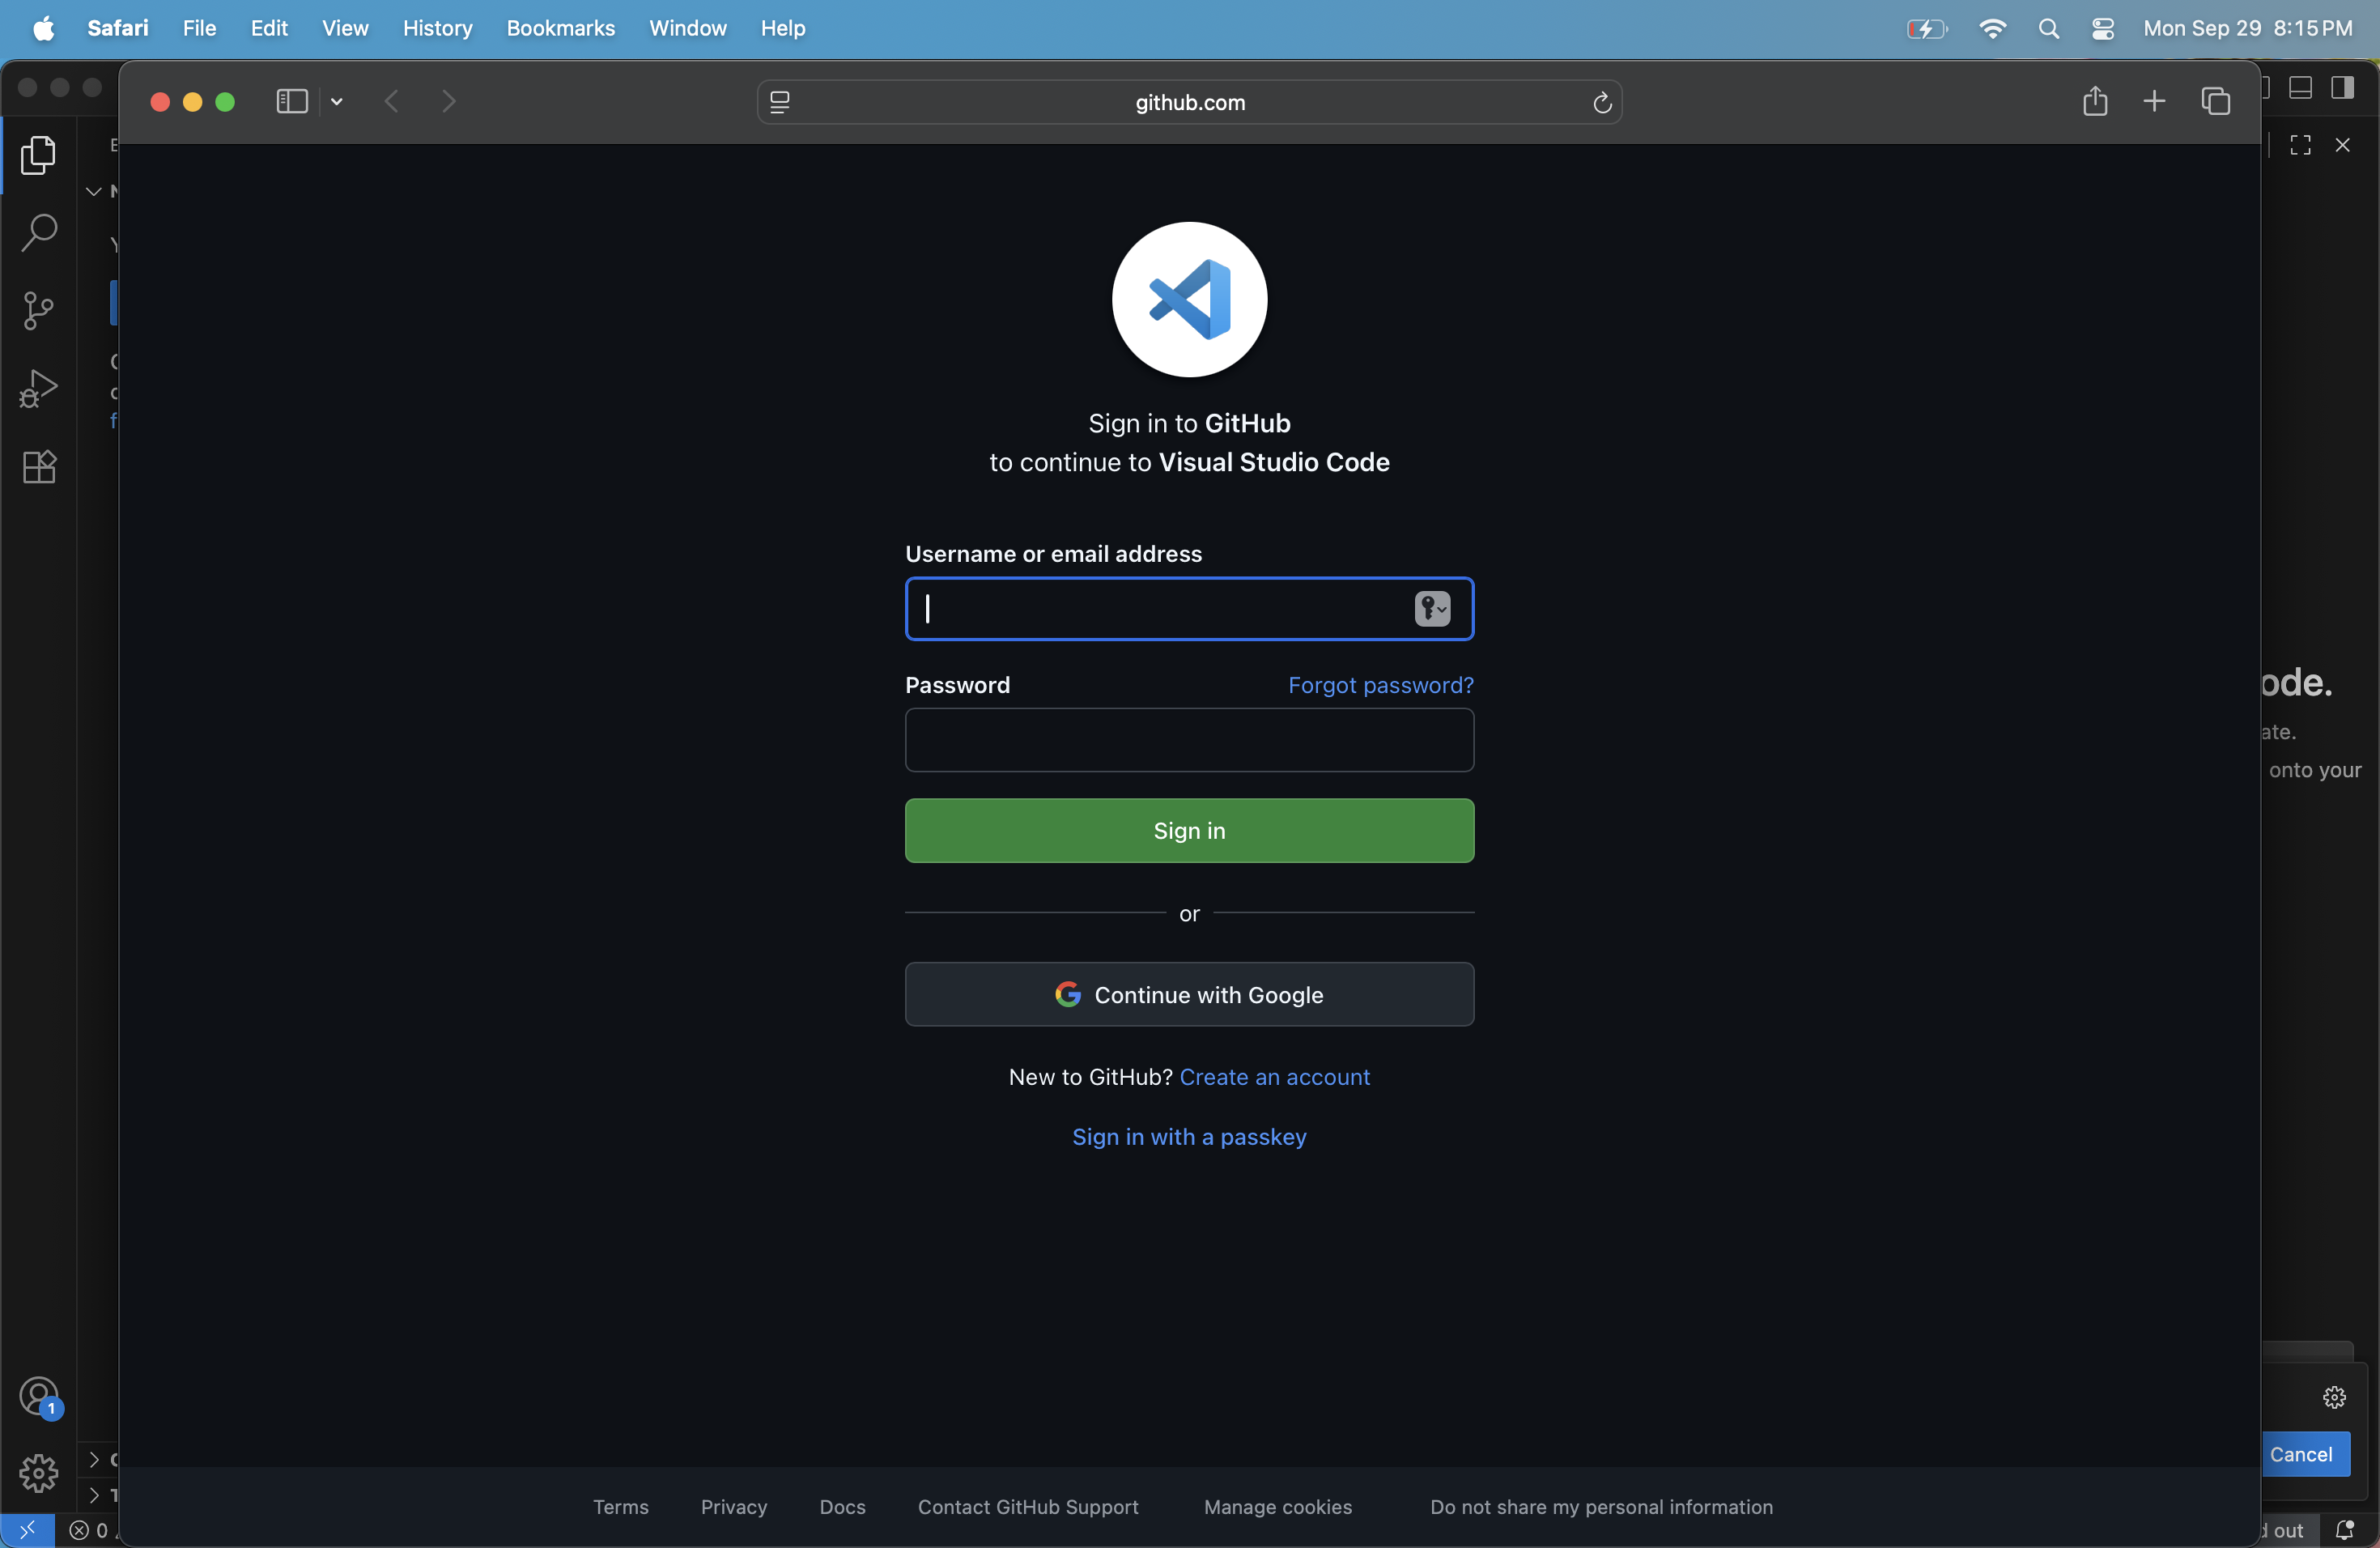 Safari File Edit View History Bookmarks Window Help Mon Sep 29 8:15 PM
github.com
Sign in to GitHub
to continue to Visual Studio Code
Username or email address
Password Forgot password?
Sign in
or
Continue with Google
New to GitHub? Create an account
Sign in with a passkey
Terms Privacy Docs Contact GitHub Support Manage cookies Do not share my personal information
ode.
ate.
onto your
1
Cancel
0
out